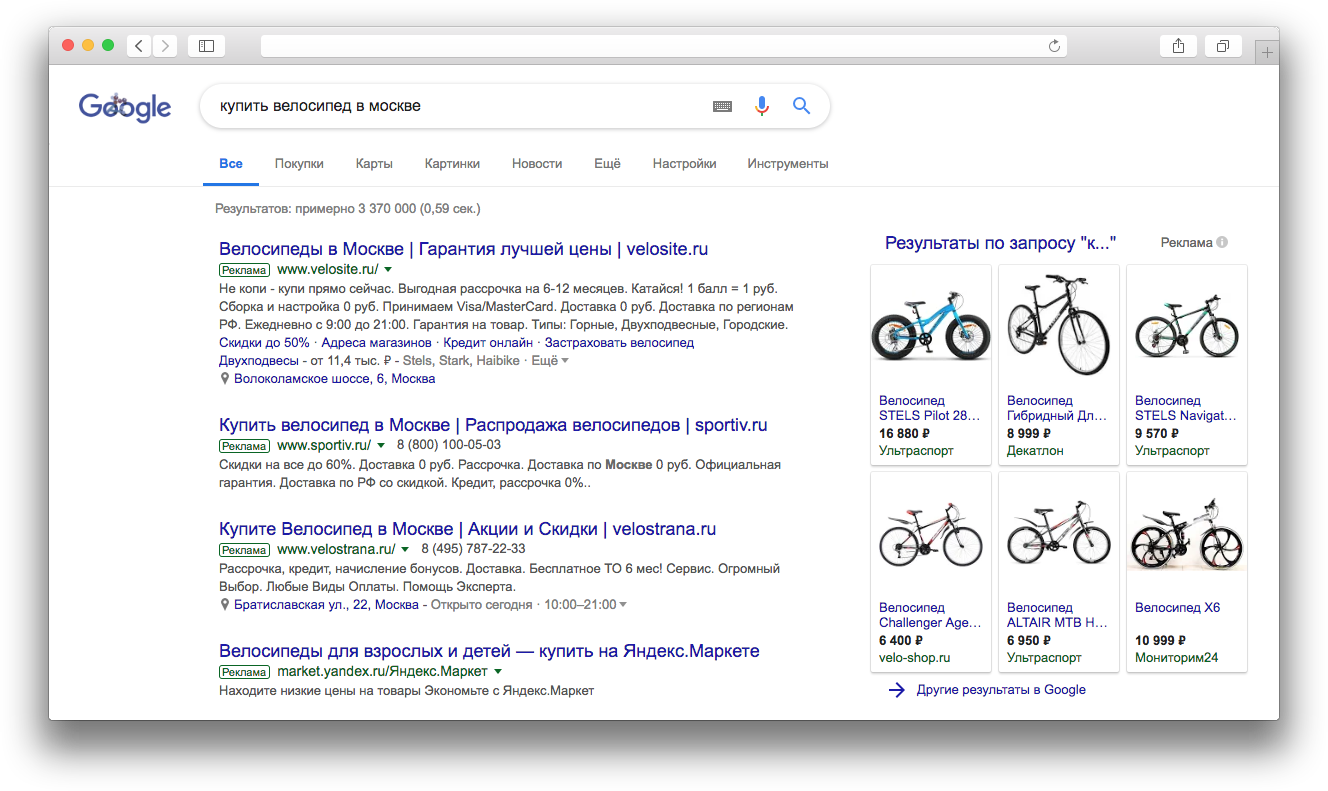 Google
купить велосипед в москве
Все Покупки Карты Картинки Новости Ещё Настройки Инструменты
Результатов: примерно 3 370 000 (0,59 сек.)
Велосипеды в Москве | Гарантия лучшей цены | velosite.ru
Реклама www.velosite.ru/
Не копи - купи прямо сейчас. Выгодная рассрочка на 6-12 месяцев. Катайся! 1 балл = 1 руб.
Сборка и настройка 0 руб. Принимаем Visa/MasterCard. Доставка 0 руб. Доставка по регионам
РФ. Ежедневно с 9:00 до 21:00. Гарантия на товар. Типы: Горные, Двухподвесные, Городские.
Скидки до 50% · Адреса магазинов · Кредит онлайн · Застраховать велосипед
Двухподвесы - от 11,4 тыс. ₽ - Stels, Stark, Haibike · Ещё
Волоколамское шоссе, 6, Москва
Купить велосипед в Москве | Распродажа велосипедов | sportiv.ru
Реклама www.sportiv.ru/ 8 (800) 100-05-03
Скидки на все до 60%. Доставка 0 руб. Рассрочка. Доставка по Москве 0 руб. Официальная
гарантия. Доставка по РФ со скидкой. Кредит, рассрочка 0%..
Купите Велосипед в Москве | Акции и Скидки | velostrana.ru
Реклама www.velostrana.ru/ 8 (495) 787-22-33
Рассрочка, кредит, начисление бонусов. Доставка. Бесплатное ТО 6 мес! Сервис. Огромный
Выбор. Любые Виды Оплаты. Помощь Эксперта.
Братиславская ул., 22, Москва - Открыто сегодня · 10:00–21:00
Велосипеды для взрослых и детей — купить на Яндекс.Маркете
Реклама market.yandex.ru/Яндекс.Маркет
Находите низкие цены на товары Экономьте с Яндекс.Маркет
Результаты по запросу "к..." Реклама
Велосипед
STELS Pilot 28...
16 880 ₽
Ультраспорт
Велосипед
Гибридный Дл...
8 999 ₽
Декатлон
Велосипед
STELS Navigat...
9 570 ₽
Ультраспорт
Велосипед
Challenger Age...
6 400 ₽
velo-shop.ru
Велосипед
ALTAIR MTB H...
6 950 ₽
Ультраспорт
Велосипед X6
10 999 ₽
Мониторим24
Другие результаты в Google